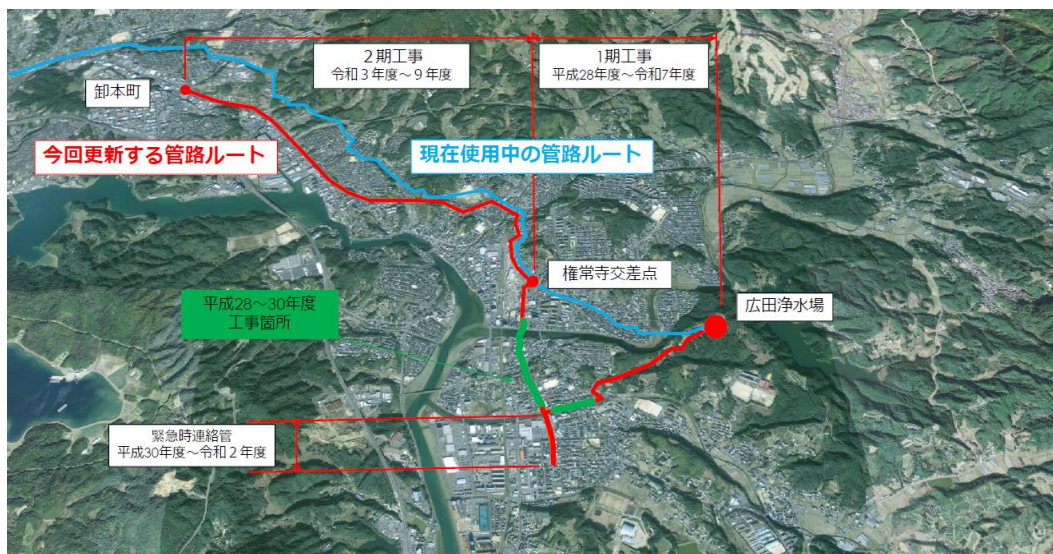 2期工事
令和3年度～9年度
1期工事
平成28年度～令和7年度
卸本町
今回更新する管路ルート
現在使用中の管路ルート
権常寺交差点
広田浄水場
平成28～30年度
工事箇所
緊急時連絡管
平成30年度～令和2年度